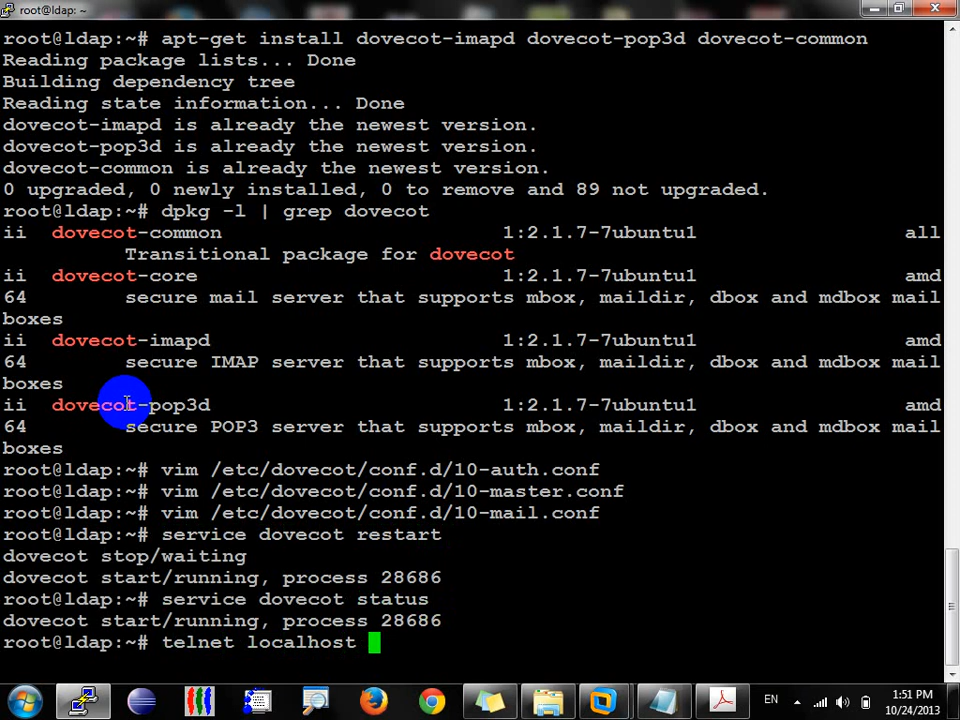 root@ldap: ~
root@ldap:~# apt-get install dovecot-imapd dovecot-pop3d dovecot-common
Reading package lists... Done
Building dependency tree
Reading state information... Done
dovecot-imapd is already the newest version.
dovecot-pop3d is already the newest version.
dovecot-common is already the newest version.
0 upgraded, 0 newly installed, 0 to remove and 89 not upgraded.
root@ldap:~# dpkg -l | grep dovecot
ii  dovecot-common                       1:2.1.7-7ubuntu1                 all
          Transitional package for dovecot
ii  dovecot-core                         1:2.1.7-7ubuntu1                 amd
64        secure mail server that supports mbox, maildir, dbox and mdbox mail
boxes
ii  dovecot-imapd                        1:2.1.7-7ubuntu1                 amd
64        secure IMAP server that supports mbox, maildir, dbox and mdbox mail
boxes
ii  dovecot-pop3d                        1:2.1.7-7ubuntu1                 amd
64        secure POP3 server that supports mbox, maildir, dbox and mdbox mail
boxes
root@ldap:~# vim /etc/dovecot/conf.d/10-auth.conf
root@ldap:~# vim /etc/dovecot/conf.d/10-master.conf
root@ldap:~# vim /etc/dovecot/conf.d/10-mail.conf
root@ldap:~# service dovecot restart
dovecot stop/waiting
dovecot start/running, process 28686
root@ldap:~# service dovecot status
dovecot start/running, process 28686
root@ldap:~# telnet localhost
EN
1:51 PM
10/24/2013